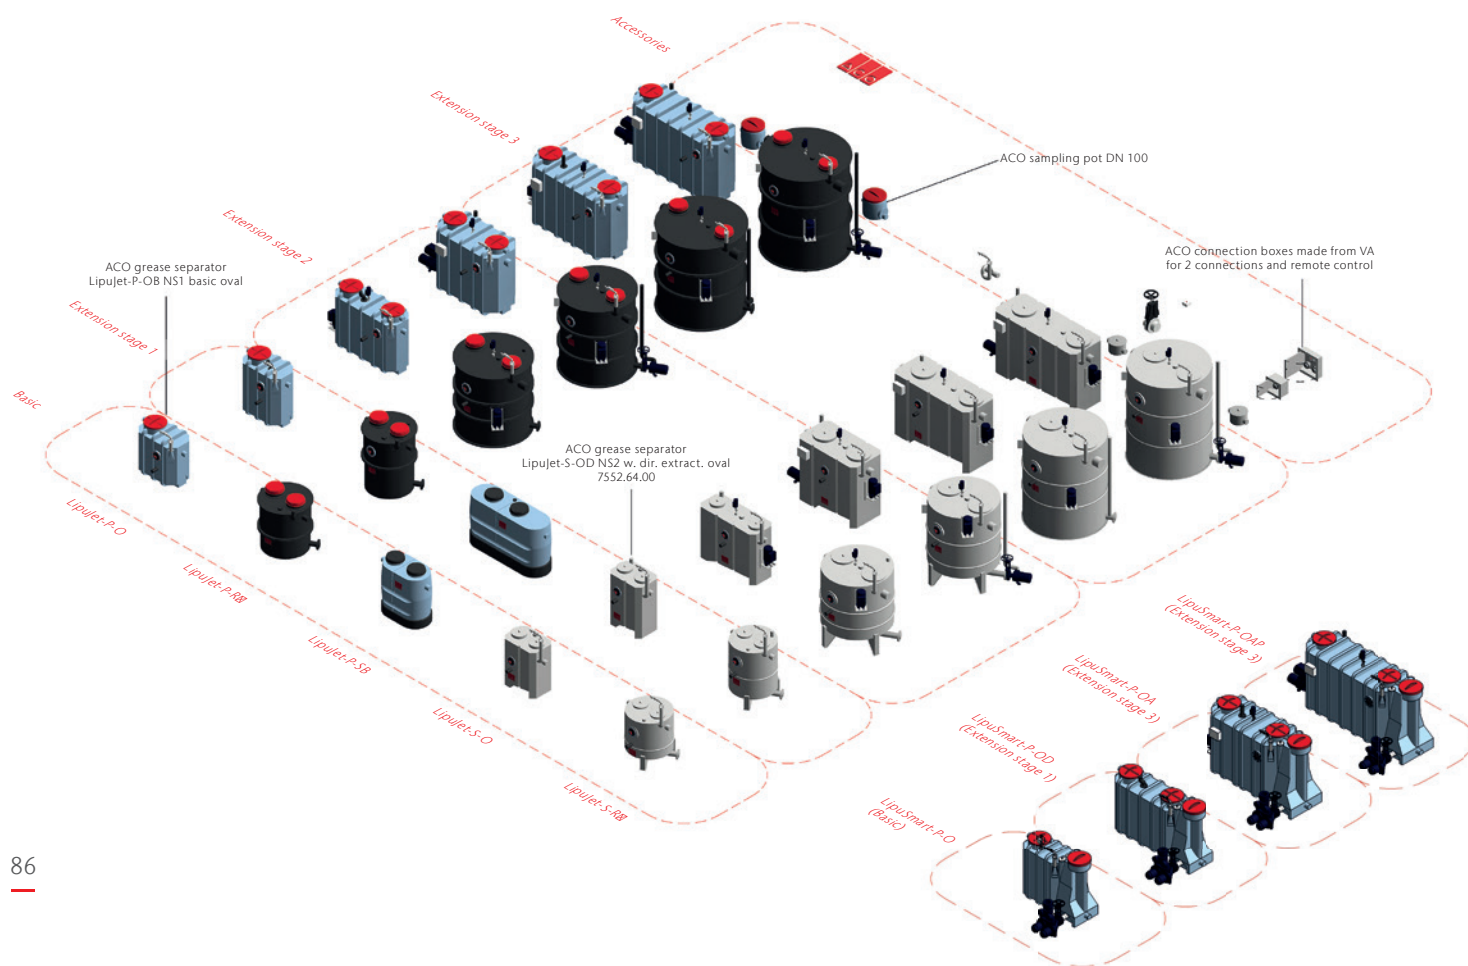 Accessories
Extension stage 3
Extension stage 2
Extension stage 1
Basic
ACO
ACO sampling pot DN 100
ACO connection boxes made from VA
for 2 connections and remote control
ACO grease separator
LipuJet-P-OB NS1 basic oval
ACO grease separator
LipuJet-S-OD NS2 w. dir. extract. oval
7552.64.00
LipuJet-P-O
LipuJet-P-R
LipuJet-P-SB
LipuJet-S-O
LipuJet-S-R
LipuSmart-P-OAP
(Extension stage 3)
LipuSmart-P-OA
(Extension stage 3)
LipuSmart-P-OD
(Extension stage 1)
LipuSmart-P-O
(Basic)
86